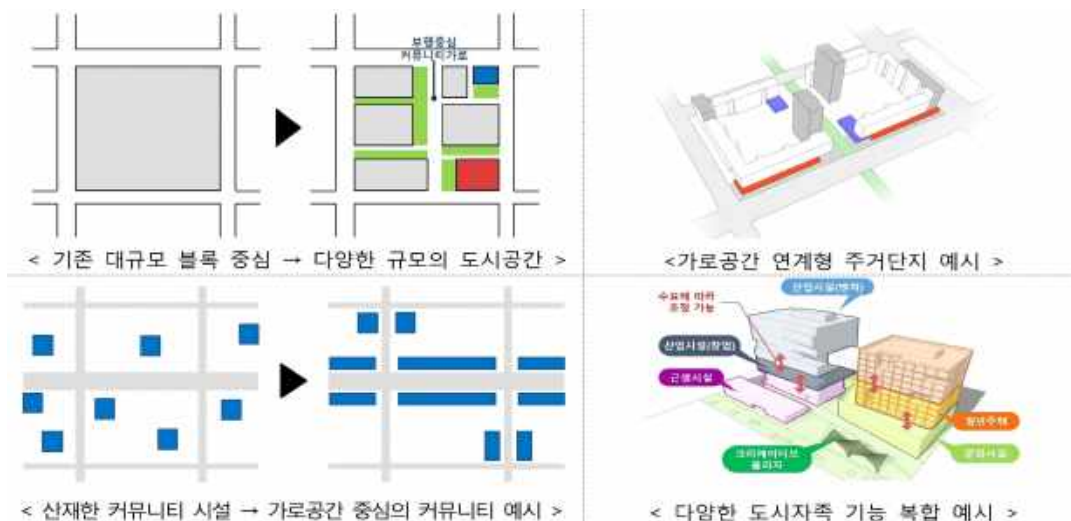 보행중심
커뮤니티가로
< 기존 대규모 블록 중심 → 다양한 규모의 도시공간 >
<가로공간 연계형 주거단지 예시 >
산업시설(벤처)
수요에 따라
조정 가능
산업시설(창업)
근생시설
청년주택
문화시설
크리에이티브
플라자
< 산재한 커뮤니티 시설 → 가로공간 중심의 커뮤니티 예시 >
< 다양한 도시자족 기능 복합 예시 >